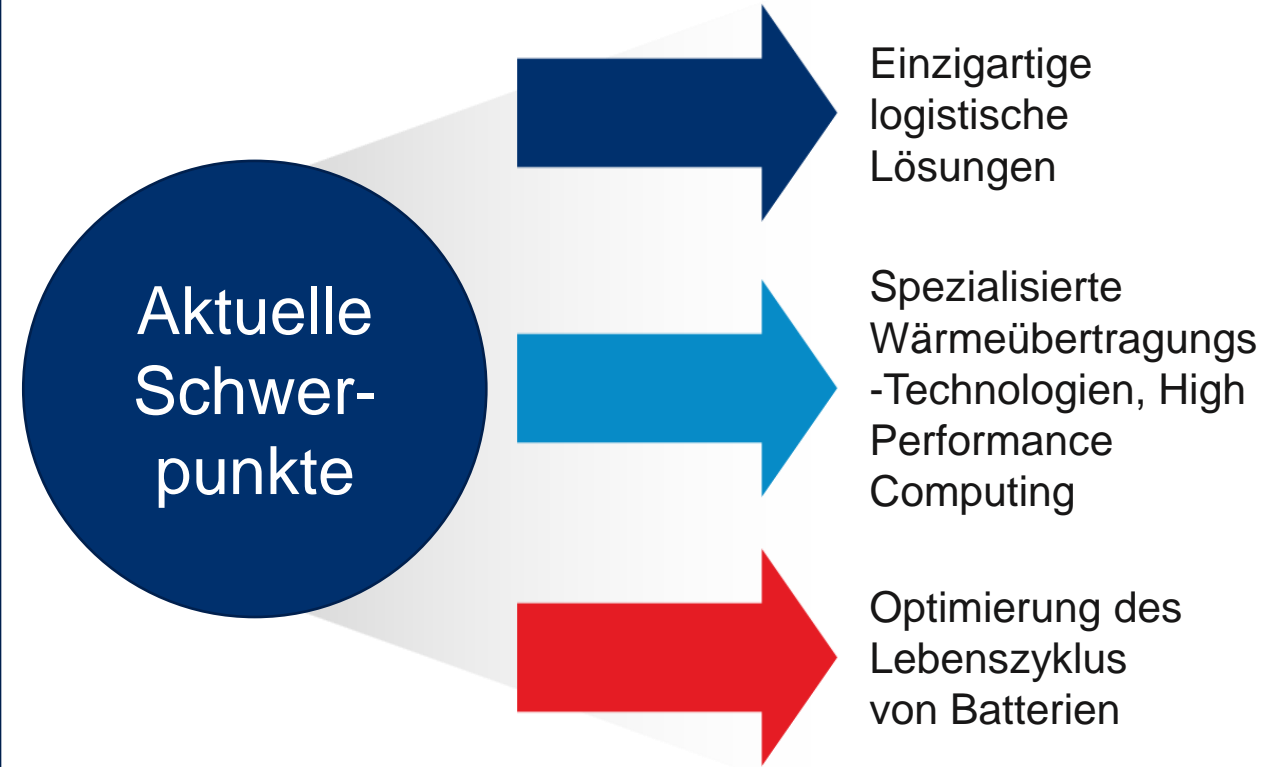 Aktuelle
Schwer-
punkte
Einzigartige
logistische
Lösungen
Spezialisierte
Wärmeübertragungs
-Technologien, High
Performance
Computing
Optimierung des
Lebenszyklus
von Batterien